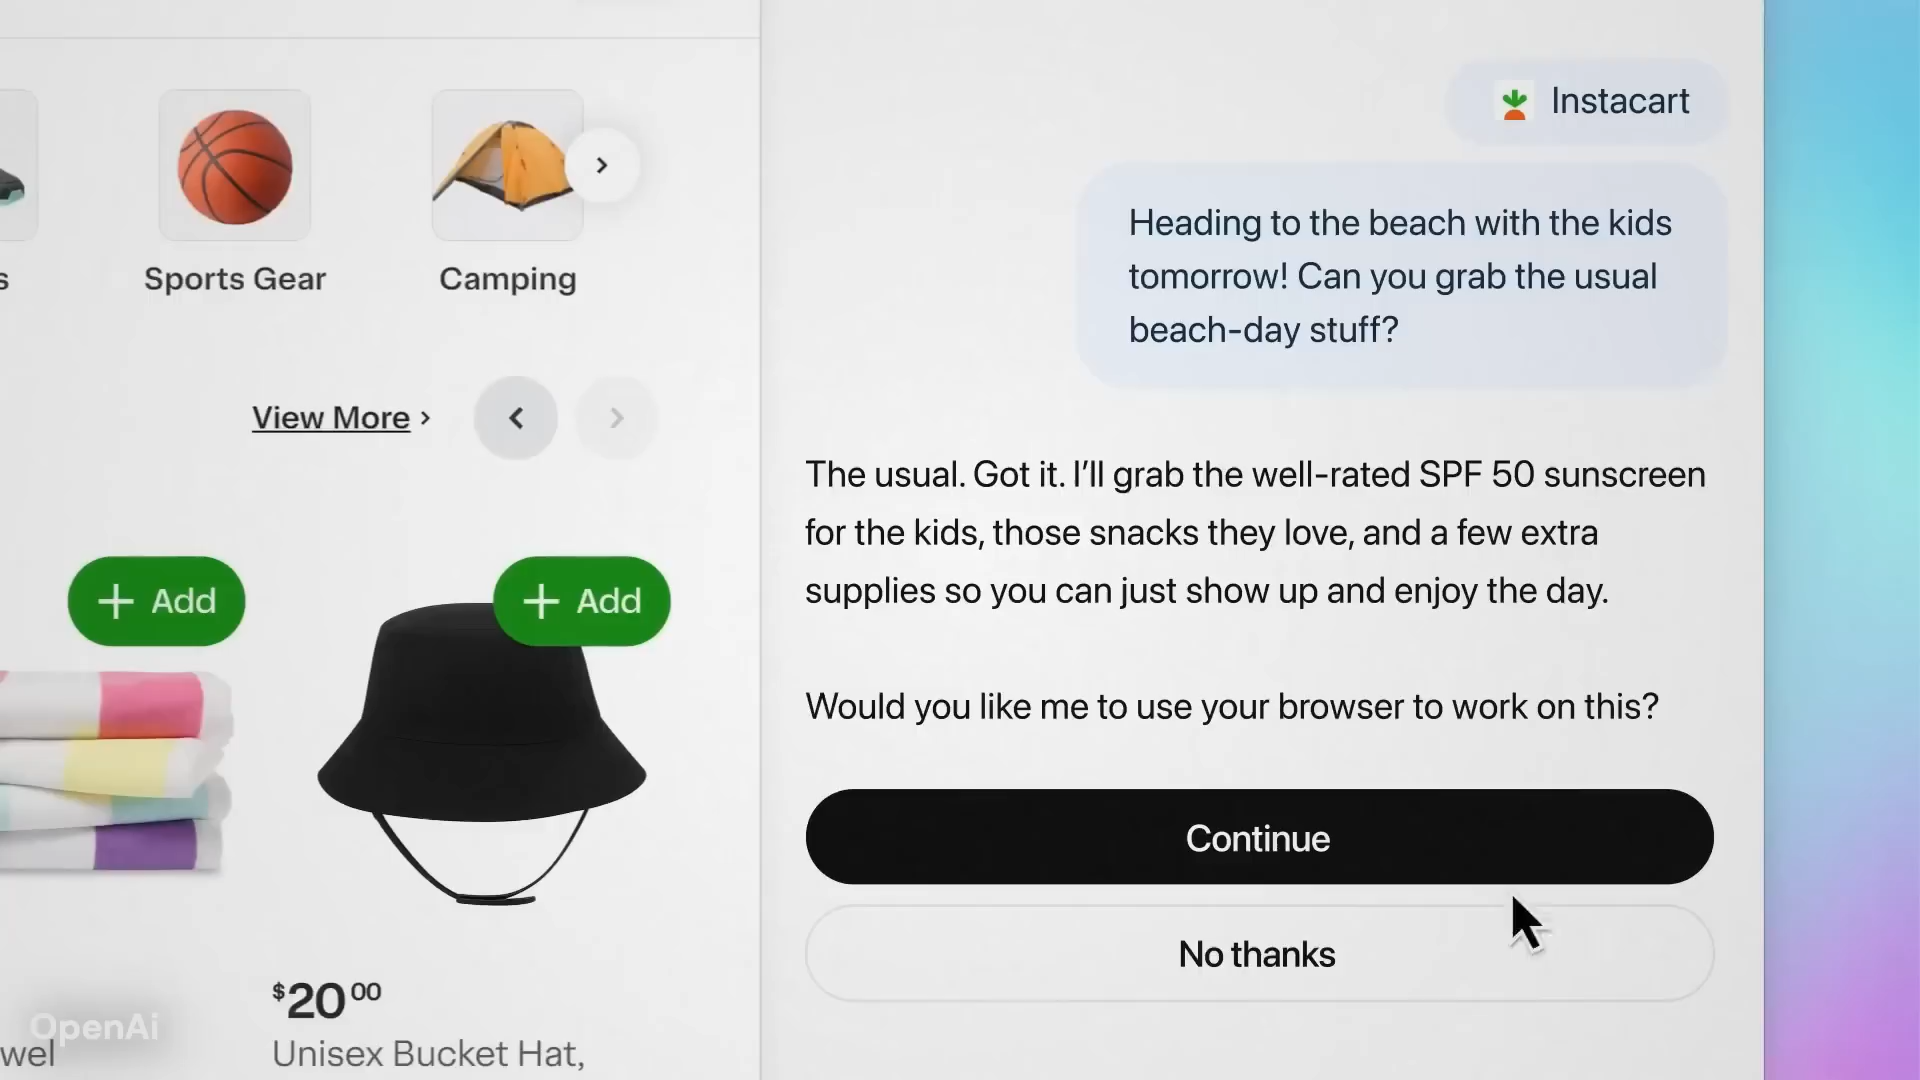 s
Sports Gear
Camping
View More
+ Add
+ Add
$20 00
Unisex Bucket Hat,
wel
OpenAi
Instacart
Heading to the beach with the kids
tomorrow! Can you grab the usual
beach-day stuff?
The usual. Got it. I’ll grab the well-rated SPF 50 sunscreen
for the kids, those snacks they love, and a few extra
supplies so you can just show up and enjoy the day.
Would you like me to use your browser to work on this?
Continue
No thanks